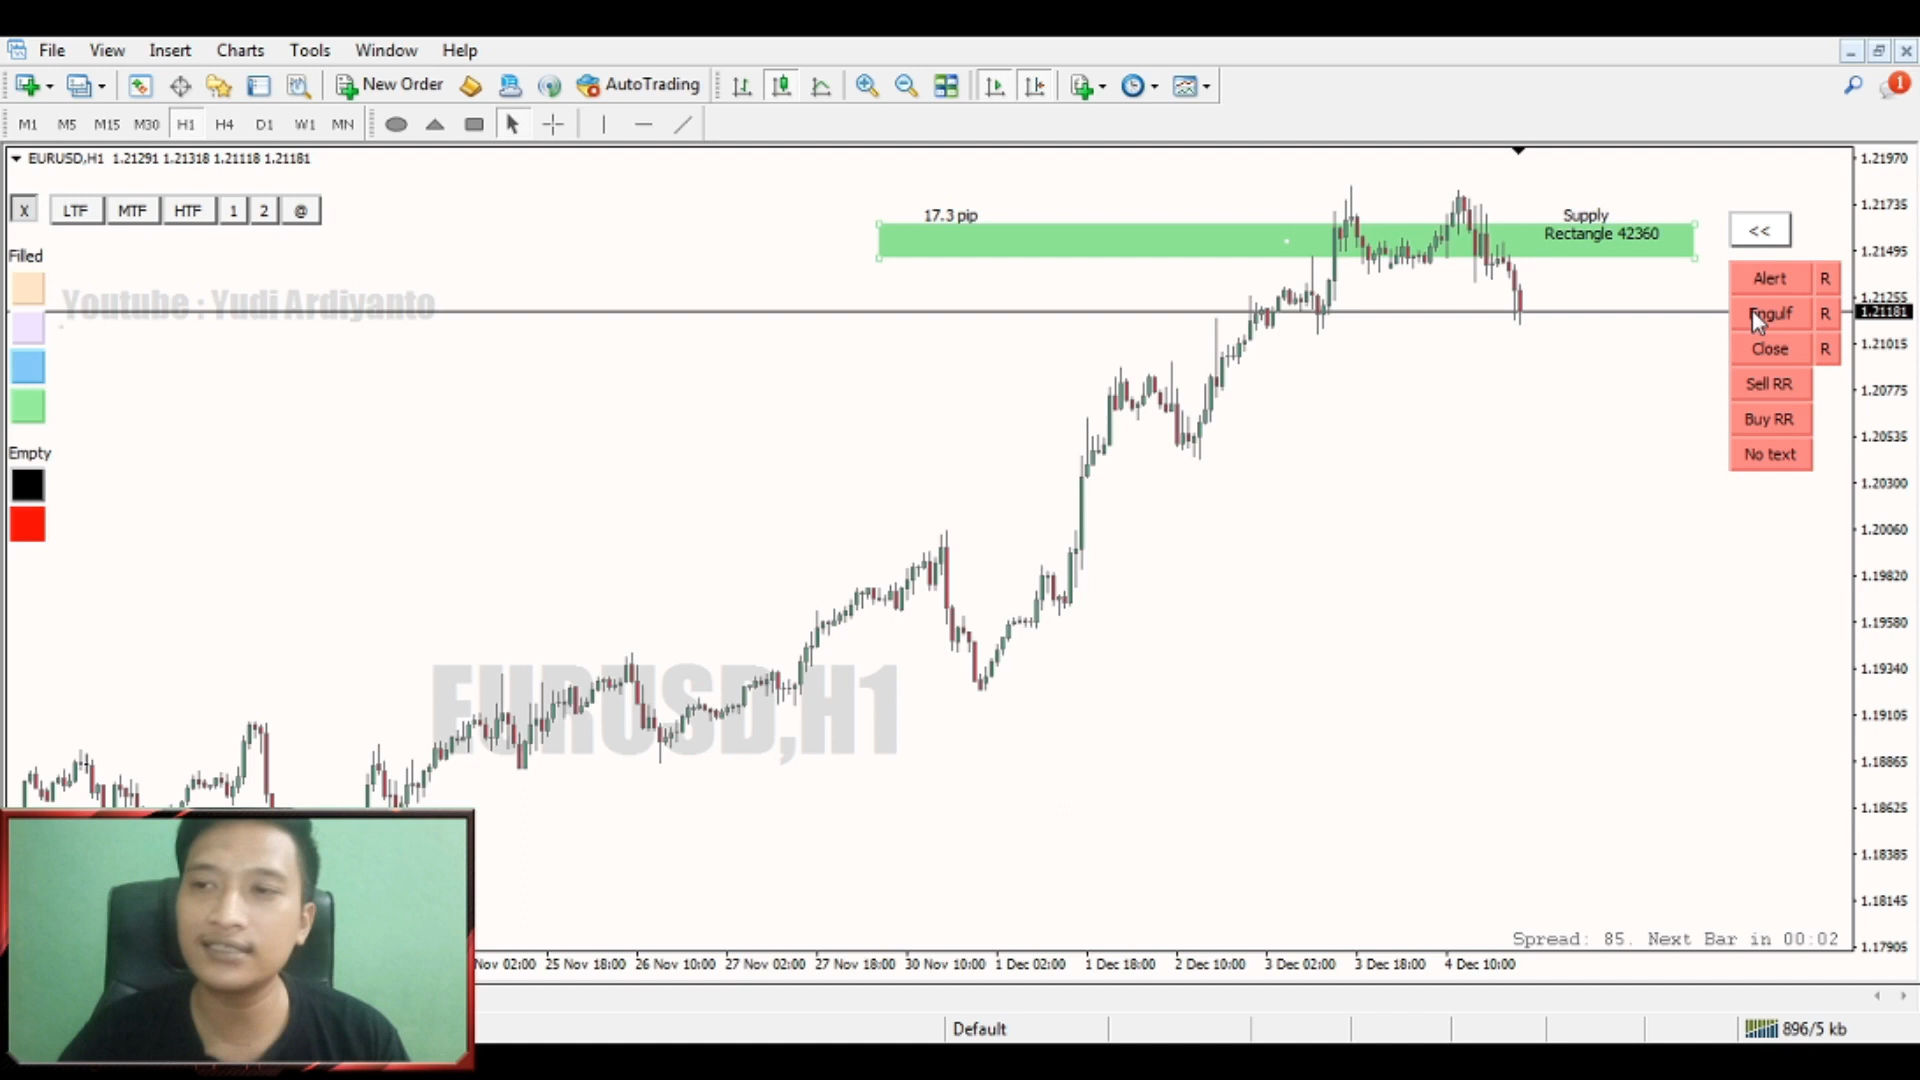 File View Insert Charts Tools Window Help
New Order AutoTrading 1
M1 M5 M15 M30 H1 H4 D1 W1 MN
EURUSD,H1 1.21291 1.21318 1.21118 1.21181
X LTF MTF HTF 1 2 @
17.3 pip
Supply
Rectangle 42360
<<
Filled
Youtube : Yudi Ardiyanto
Empty
Alert R
Engulf R
Close R
Sell RR
Buy RR
No text
EURUSD,H1
1.21970
1.21735
1.21495
1.21255
1.21181
1.21015
1.20775
1.20535
1.20300
1.20060
1.19820
1.19580
1.19340
1.19105
1.18865
1.18625
1.18385
1.18145
1.17905
Spread: 85. Next Bar in 00:02
Nov 02:00 25 Nov 18:00 26 Nov 10:00 27 Nov 02:00 27 Nov 18:00 30 Nov 10:00 1 Dec 02:00 1 Dec 18:00 2 Dec 10:00 3 Dec 02:00 3 Dec 18:00 4 Dec 10:00
Default 896/5 kb